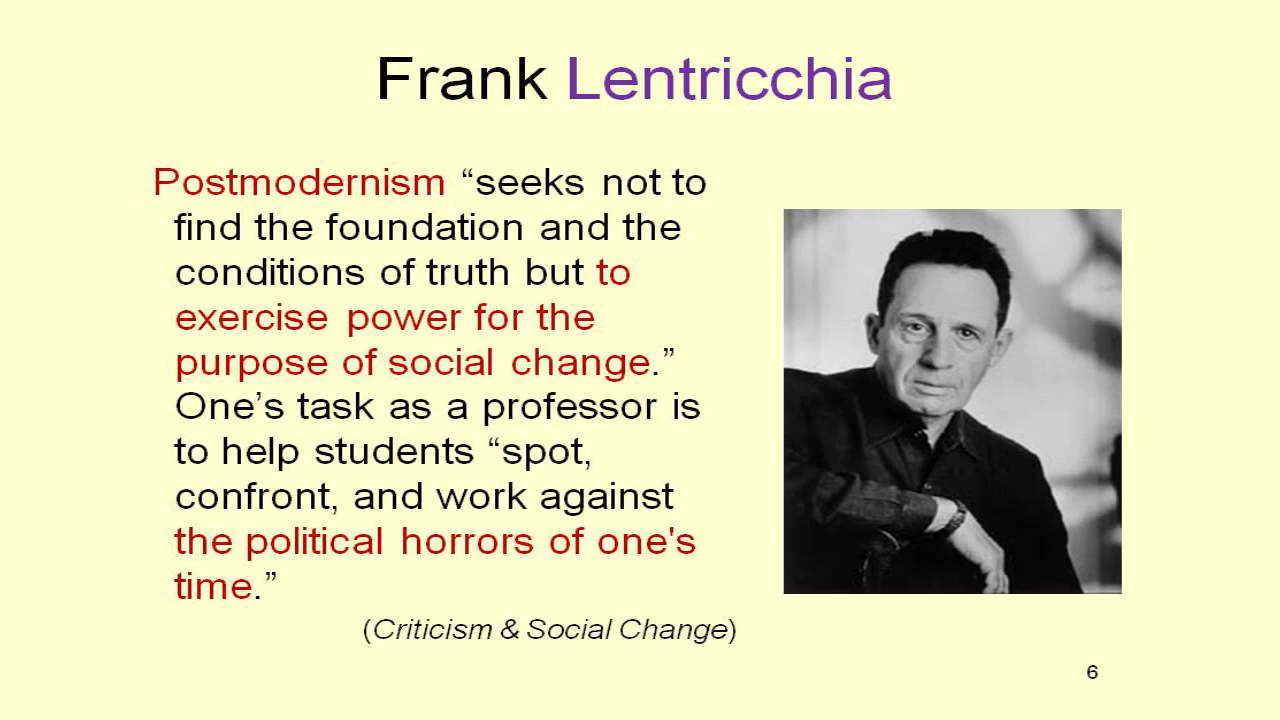 Frank Lentricchia
Postmodernism “seeks not to
find the foundation and the
conditions of truth but to
exercise power for the
purpose of social change.”
One’s task as a professor is
to help students “spot,
confront, and work against
the political horrors of one's
time.”
(Criticism & Social Change)
6